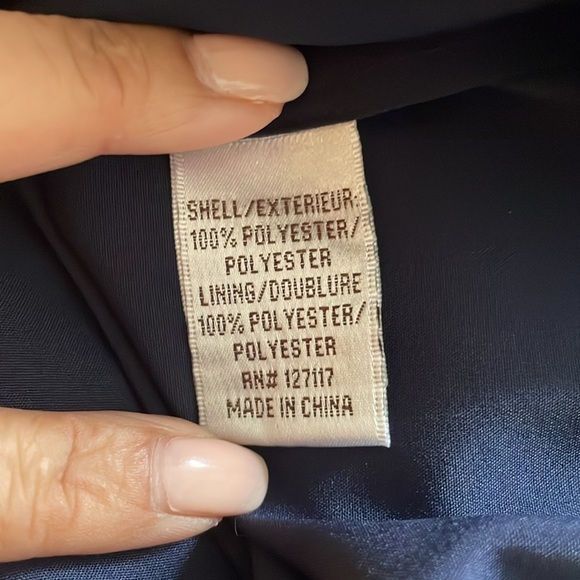 SHELL/EXTERIEUR:
100% POLYESTER/
POLYESTER
LINING/DOUBLURE
100% POLYESTER/
POLYESTER
RN# 127117
MADE IN CHINA